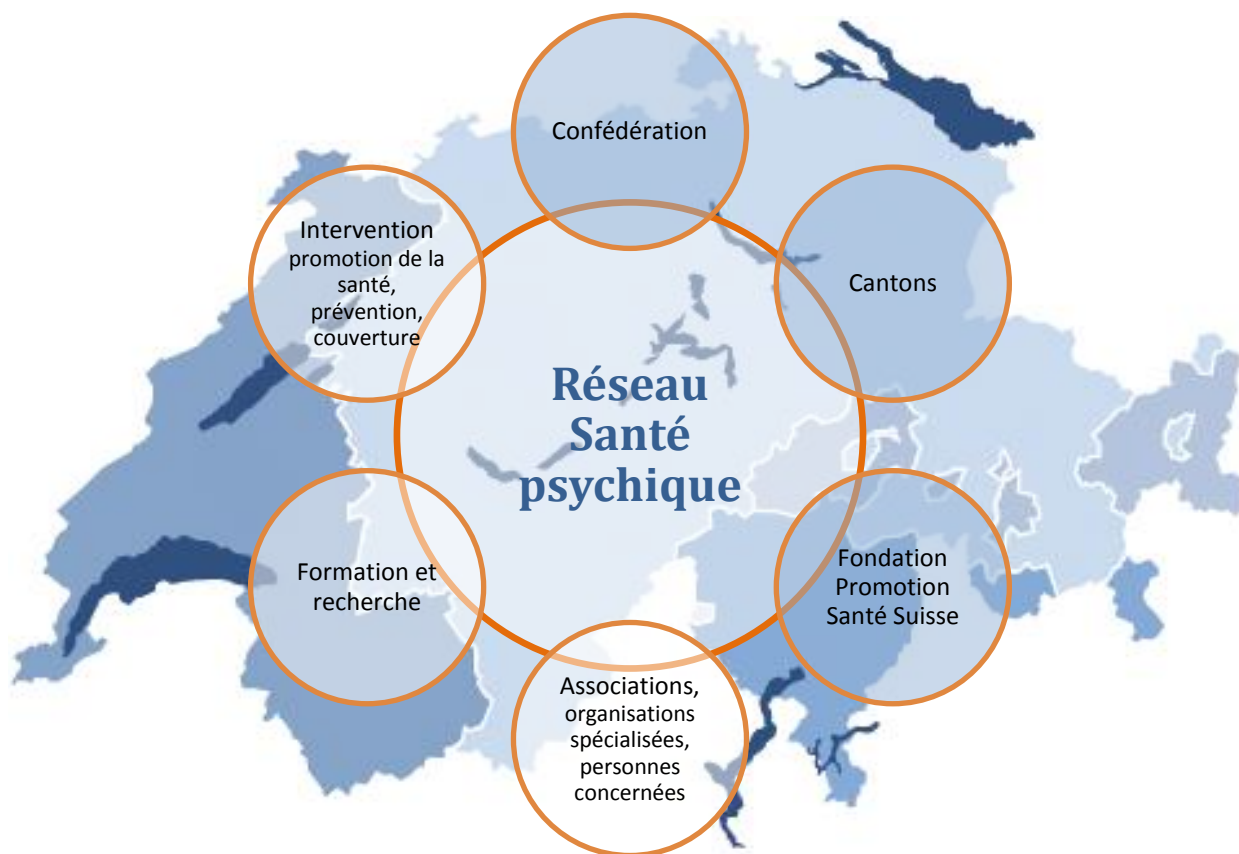 Confédération
Cantons
Fondation
Promotion
Santé Suisse
Associations,
organisations
spécialisées,
personnes
concernées
Formation et
recherche
Intervention
promotion de la
santé,
prévention,
couverture
Réseau
Santé
psychique